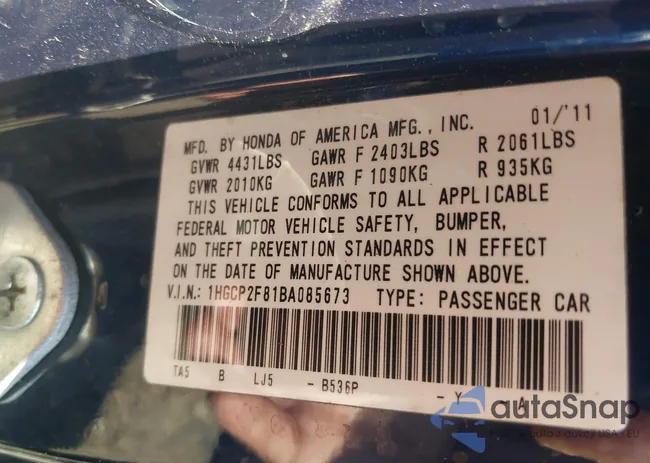 MFD. BY HONDA OF AMERICA MFG., INC. 01/'11
GVWR 4431LBS GAWR F 2403LBS R 2061LBS
GVWR 2010KG GAWR F 1090KG R 935KG
THIS VEHICLE CONFORMS TO ALL APPLICABLE
FEDERAL MOTOR VEHICLE SAFETY, BUMPER,
AND THEFT PREVENTION STANDARDS IN EFFECT
ON THE DATE OF MANUFACTURE SHOWN ABOVE.
V.I.N.: 1HGCP2F81BA085673 TYPE: PASSENGER CAR
TA5 B LJ5 - B536P - Y A
autaSnap